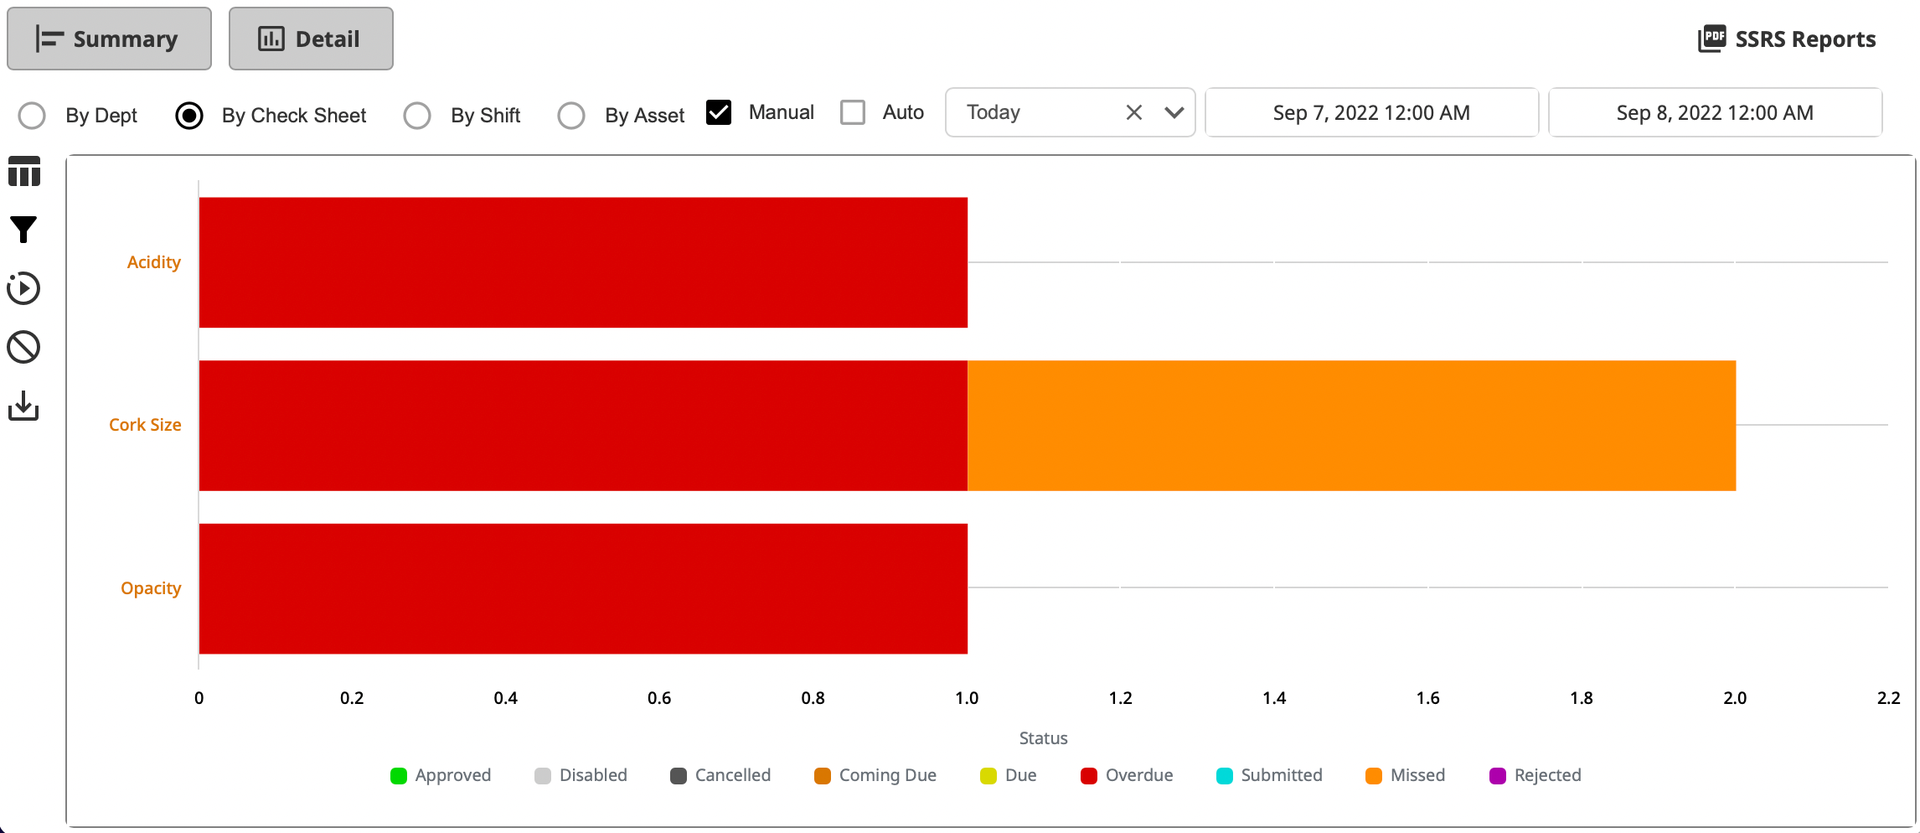 Summary Detail PDF SSRS Reports
By Dept By Check Sheet By Shift By Asset Manual Auto Today Sep 7, 2022 12:00 AM Sep 8, 2022 12:00 AM
Acidity
Cork Size
Opacity
0 0.2 0.4 0.6 0.8 1.0 1.2 1.4 1.6 1.8 2.0 2.2
Status
Approved Disabled Cancelled Coming Due Due Overdue Submitted Missed Rejected